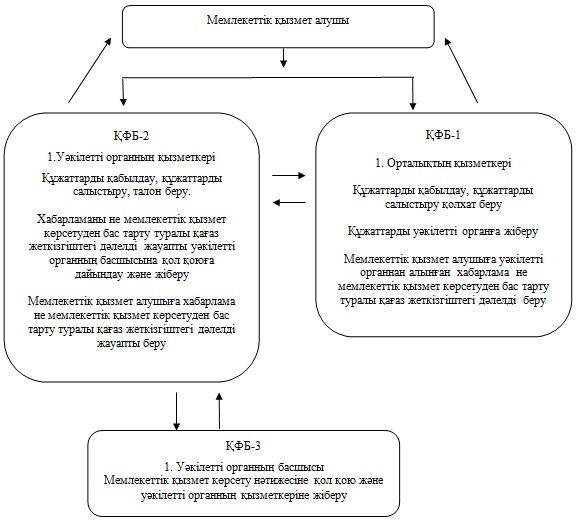 Мемлекеттік қызмет алушы
ҚФБ-2
1.Уәкілетті органның қызметкері
Құжаттарды қабылдау, құжаттарды
салыстыру, талон беру.
Хабарламаны не мемлекеттік қызмет
көрсетуден бас тарту туралы қағаз
жеткізгіштегі дәлелді жауапты уәкілетті
органның басшысына қол қоюға
дайындау және жіберу
Мемлекеттік қызмет алушыға хабарлама
не мемлекеттік қызмет көрсетуден бас
тарту туралы қағаз жеткізгіштегі дәлелді
жауапты беру
ҚФБ-1
1. Орталықтың қызметкері
Құжаттарды қабылдау, құжаттарды
салыстыру қолхат беру
Құжаттарды уәкілетті органға жіберу
Мемлекеттік қызмет алушыға уәкілетті
органнан алынған хабарлама не
мемлекеттік қызмет көрсетуден бас тарту
туралы қағаз жеткізгіштегі дәлелді беру
ҚФБ-3
1. Уәкілетті органның басшысы
Мемлекеттік қызмет көрсету нәтижесіне қол қою және
уәкілетті органның қызметкеріне жіберу